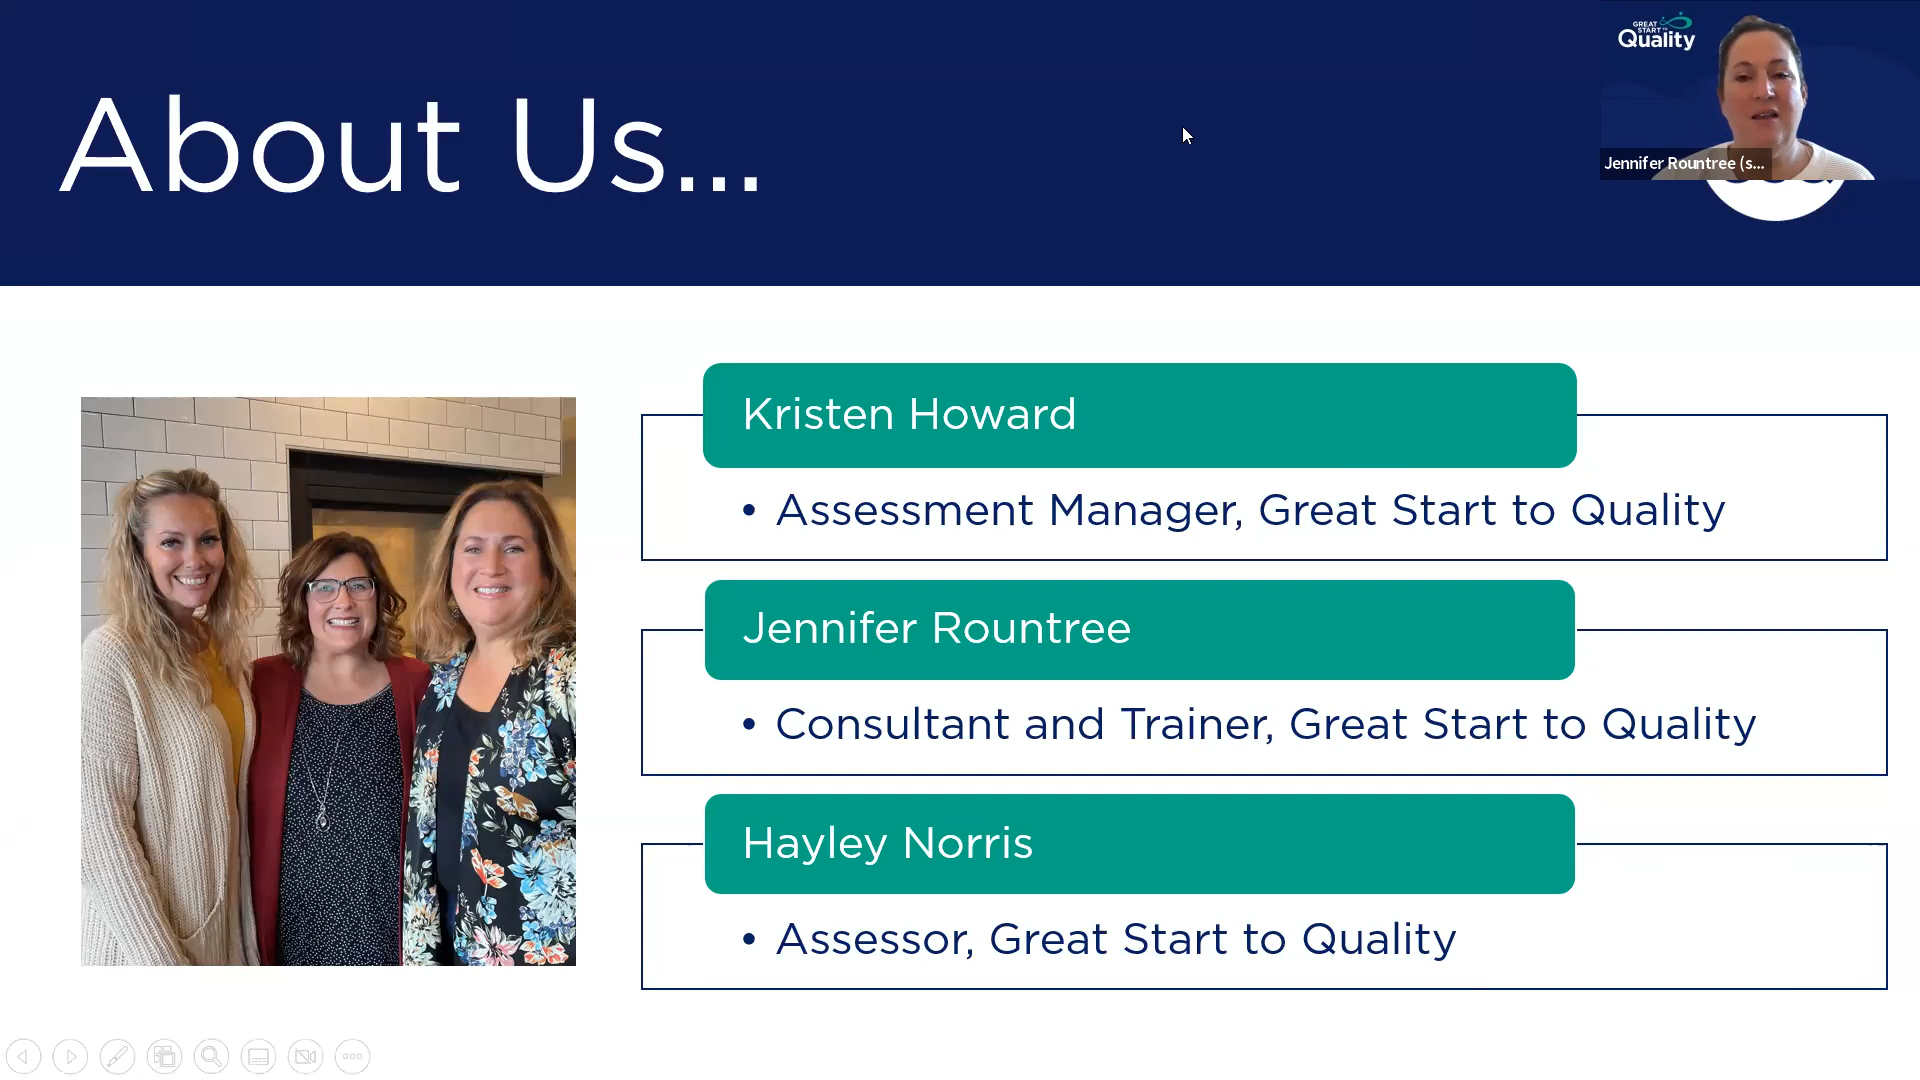 About Us...
GREAT
START TO
Quality
Jennifer Rountree (s...
Kristen Howard
• Assessment Manager, Great Start to Quality
Jennifer Rountree
• Consultant and Trainer, Great Start to Quality
Hayley Norris
• Assessor, Great Start to Quality